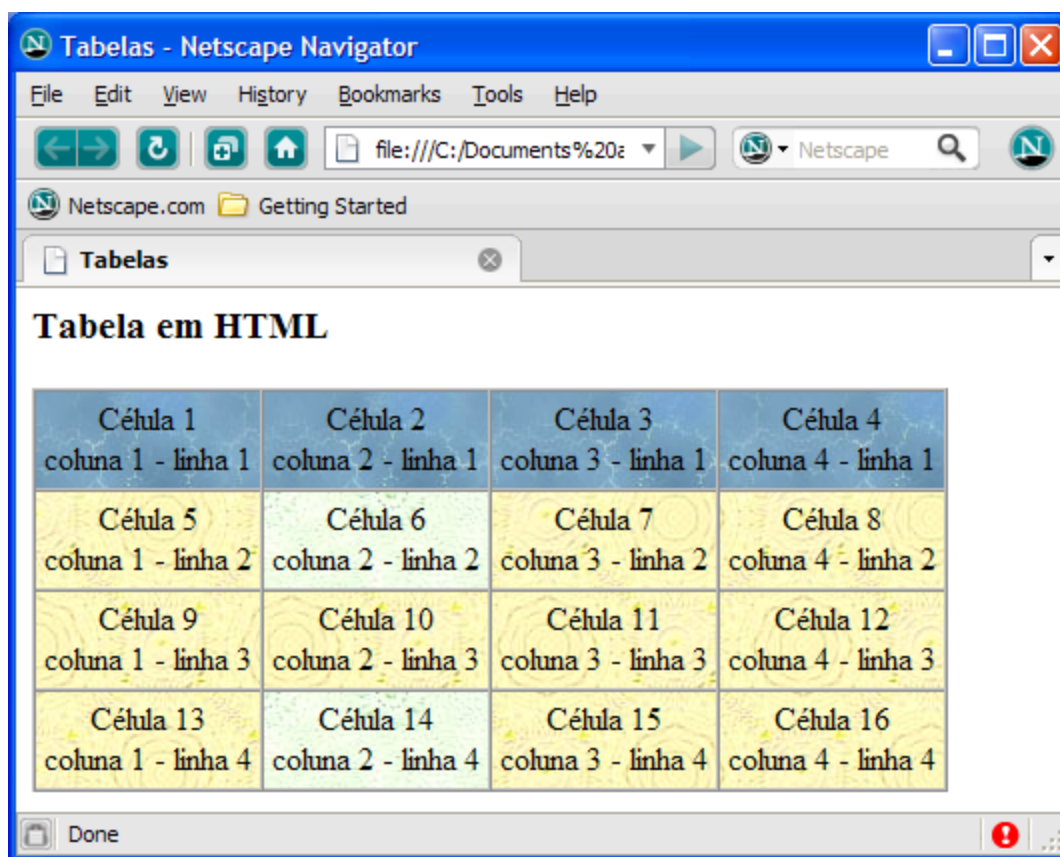 Tabelas - Netscape Navigator
File Edit View History Bookmarks Tools Help
file:///C:/Documents%20a Netscape
Netscape.com Getting Started
Tabelas
Tabela em HTML
Célula 1 Célula 2 Célula 3 Célula 4
coluna 1 - linha 1 coluna 2 - linha 1 coluna 3 - linha 1 coluna 4 - linha 1
Célula 5 Célula 6 Célula 7 Célula 8
coluna 1 - linha 2 coluna 2 - linha 2 coluna 3 - linha 2 coluna 4 - linha 2
Célula 9 Célula 10 Célula 11 Célula 12
coluna 1 - linha 3 coluna 2 - linha 3 coluna 3 - linha 3 coluna 4 - linha 3
Célula 13 Célula 14 Célula 15 Célula 16
coluna 1 - linha 4 coluna 2 - linha 4 coluna 3 - linha 4 coluna 4 - linha 4
Done